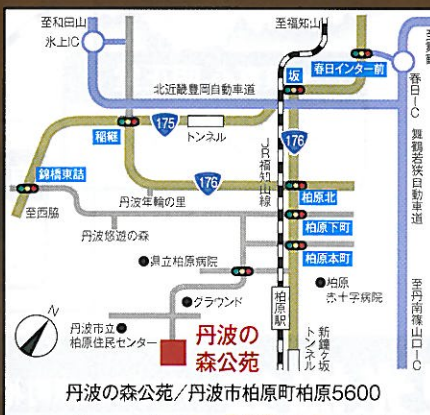 至和田山
氷上IC
至福知山
春日インター前
坂
北近畿豊岡自動車道
春日IC
稲継
175
トンネル
176
舞鶴若狭自動車道
JR福知山線
錦橋東詰
176
柏原北
至西脇
丹波年輪の里
柏原下町
丹波悠遊の森
柏原本町
県立柏原病院
グラウンド
柏原駅
柏原
赤十字病院
至丹南篠山口IC
丹波市立
柏原住民センター
丹波の
森公苑
新鐘ヶ坂
トンネル
丹波の森公苑/丹波市柏原町柏原5600